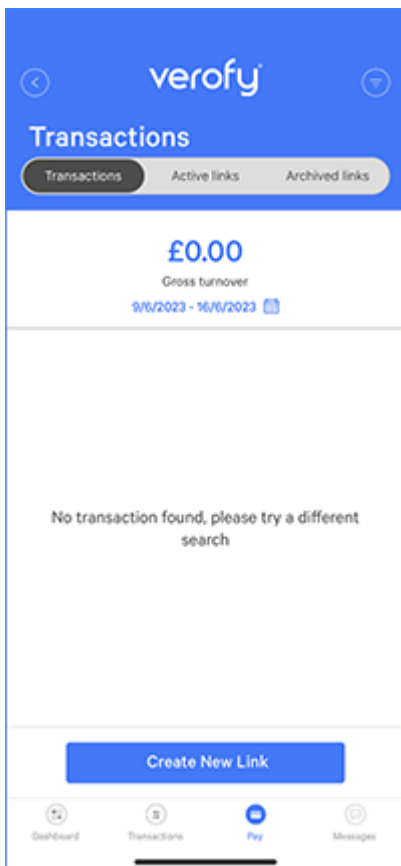 verofy
Transactions
Transactions Active links Archived links
£0.00
Gross turnover
9/6/2023 - 16/6/2023
No transaction found, please try a different
search
Create New Link
Dashboard Transactions Pay Messages